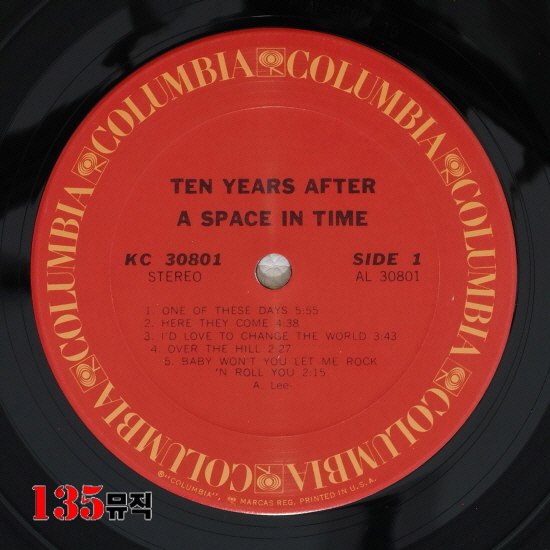 COLUMBIA COLUMBIA COLUMBIA COLUMBIA COLUMBIA COLUMBIA
TEN YEARS AFTER
A SPACE IN TIME
KC 30801 SIDE 1
STEREO AL 30801
1. ONE OF THESE DAYS 5:55
2. HERE THEY COME 4:38
3. I'D LOVE TO CHANGE THE WORLD 3:43
4. OVER THE HILL 2:27
5. BABY WON'T YOU LET ME ROCK
'N ROLL YOU 2:15
A. Lee
®"COLUMBIA", MARCAS REG. PRINTED IN U.S.A.
135뮤직